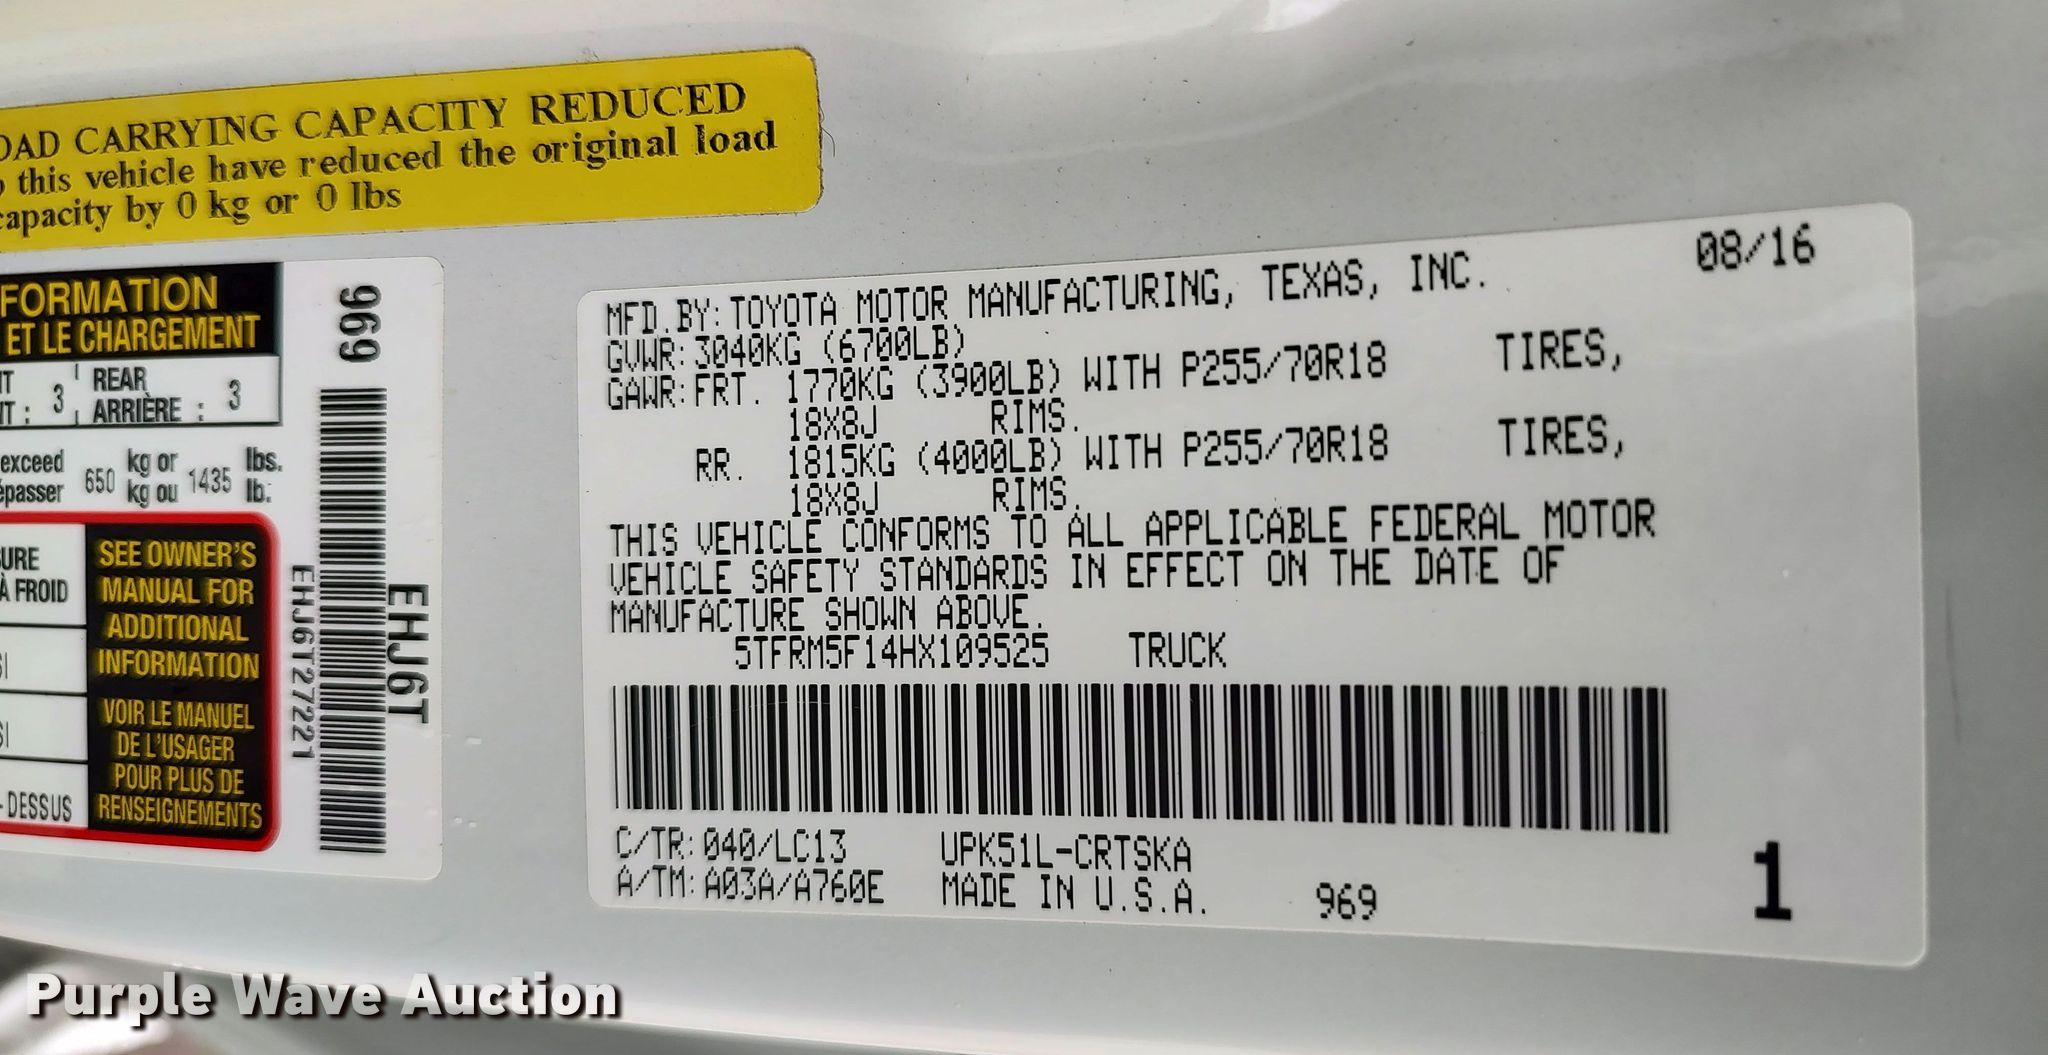 OAD CARRYING CAPACITY REDUCED
this vehicle have reduced the original load
capacity by 0 kg or 0 lbs
FORMATION
ET LE CHARGEMENT
3 REAR 3
ARRIÈRE :
exceed 650 kg or 1435 lbs.
kg ou lb.
URE
À FROID
-DESSUS
SEE OWNER'S
MANUAL FOR
ADDITIONAL
INFORMATION
VOIR LE MANUEL
DE L'USAGER
POUR PLUS DE
RENSEIGNEMENTS
969
EHJ6T27221
EHJ6T
08/16
MFD.BY: TOYOTA MOTOR MANUFACTURING, TEXAS, INC.
GVWR: 3040KG (6700LB)
GAWR: FRT. 1770KG (3900LB) WITH P255/70R18 TIRES,
18X8J RIMS.
RR. 1815KG (4000LB) WITH P255/70R18 TIRES,
18X8J RIMS.
THIS VEHICLE CONFORMS TO ALL APPLICABLE FEDERAL MOTOR
VEHICLE SAFETY STANDARDS IN EFFECT ON THE DATE OF
MANUFACTURE SHOWN ABOVE.
5TFRM5F14HX109525 TRUCK
C/TR: 040/LC13 UPK51L-CRTSKA
A/TM: A03A/A760E MADE IN U.S.A. 969
1
Purple Wave Auction